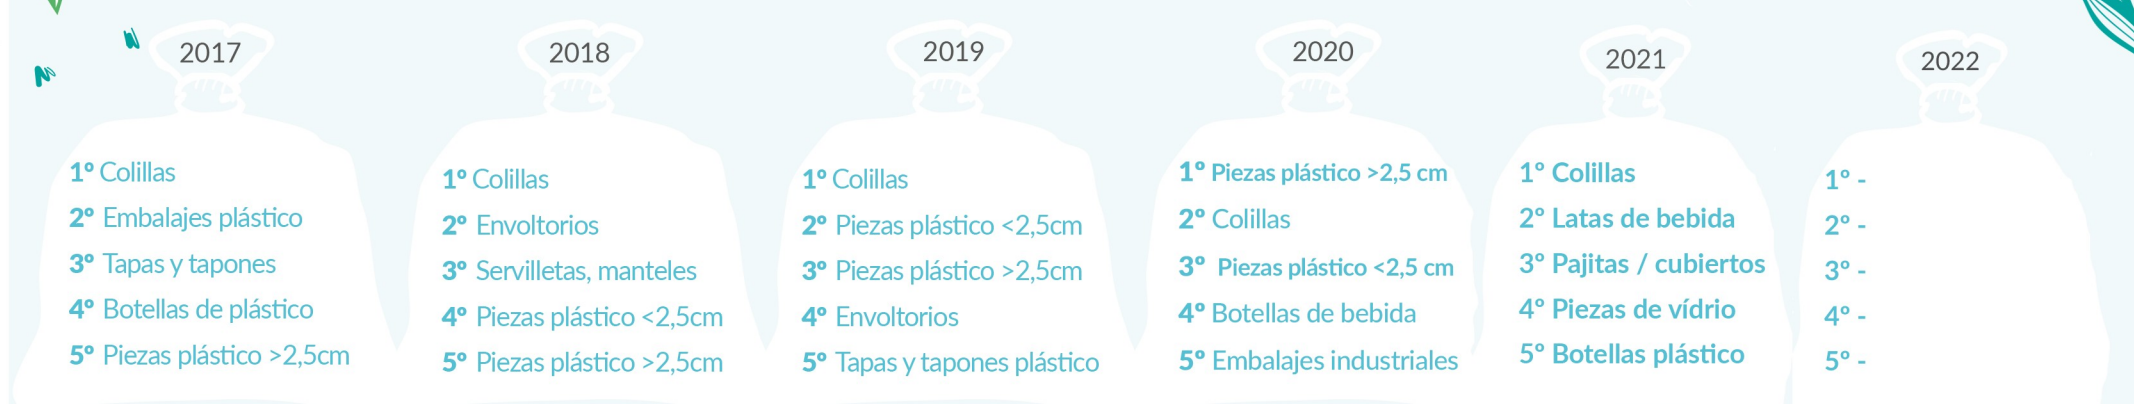 2017
1º Colillas
2º Embalajes plástico
3º Tapas y tapones
4º Botellas de plástico
5º Piezas plástico >2,5cm
2018
1º Colillas
2º Envoltorios
3º Servilletas, manteles
4º Piezas plástico <2,5cm
5º Piezas plástico >2,5cm
2019
1º Colillas
2º Piezas plástico <2,5cm
3º Piezas plástico >2,5cm
4º Envoltorios
5º Tapas y tapones plástico
2020
1º Piezas plástico >2,5 cm
2º Colillas
3º Piezas plástico <2,5 cm
4º Botellas de bebida
5º Embalajes industriales
2021
1º Colillas
2º Latas de bebida
3º Pajitas / cubiertos
4º Piezas de vídrio
5º Botellas plástico
2022
1º -
2º -
3º -
4º -
5º -